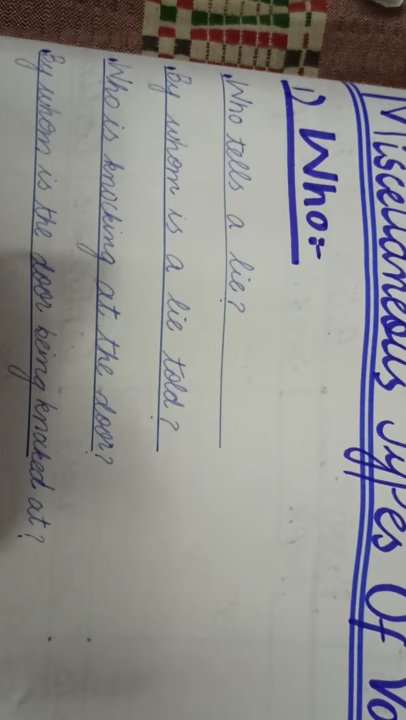 Miscellaneous Types Of Vo
1) Who:-
Who tells a lie?
By whom is a lie told?
Who is knocking at the door?
By whom is the door being knocked at?